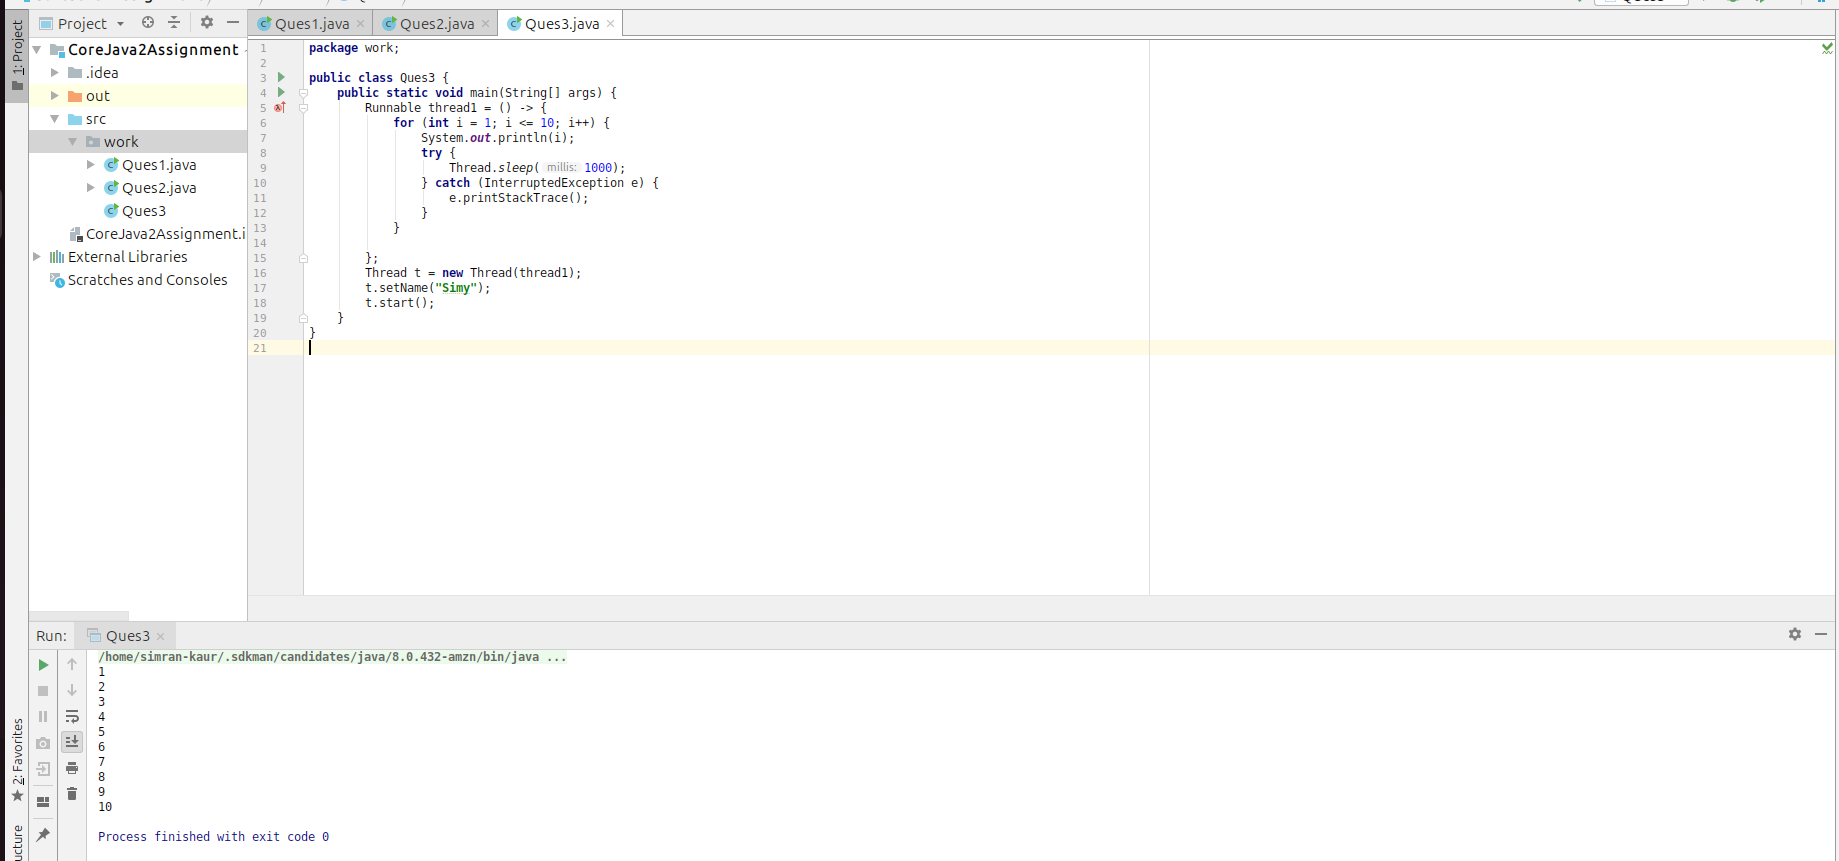 1: Project
Project
Ques1.java
Ques2.java
Ques3.java
CoreJava2Assignment
.idea
out
src
work
Ques1.java
Ques2.java
Ques3
CoreJava2Assignment.i
External Libraries
Scratches and Consoles
1 package work;
2
3 public class Ques3 {
4 public static void main(String[] args) {
5 Runnable thread1 = () -> {
6 for (int i = 1; i <= 10; i++) {
7 System.out.println(i);
8 try {
9 Thread.sleep( millis: 1000);
10 } catch (InterruptedException e) {
11 e.printStackTrace();
12 }
13 }
14
15 };
16 Thread t = new Thread(thread1);
17 t.setName("Simy");
18 t.start();
19 }
20 }
21
Run: Ques3
/home/simran-kaur/.sdkman/candidates/java/8.0.432-amzn/bin/java ...
1
2
3
4
5
6
7
8
9
10
Process finished with exit code 0
2: Favorites
ucture